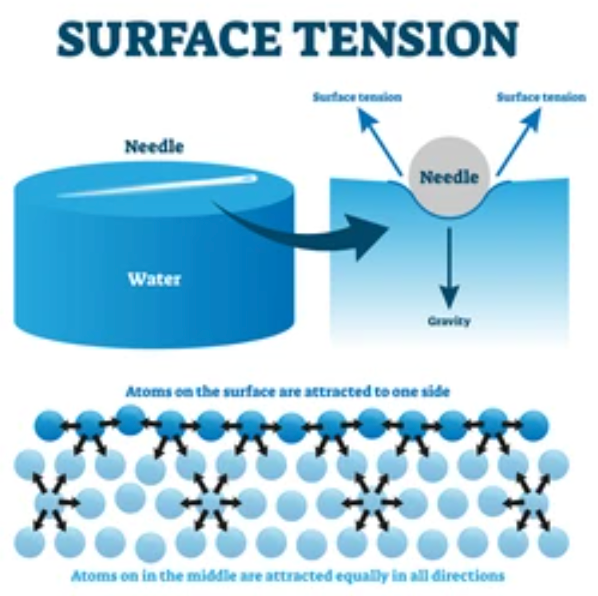 SURFACE TENSION
Surface tension
Surface tension
Needle
Needle
Water
Gravity
Atoms on the surface are attracted to one side
Atoms on in the middle are attracted equally in all directions